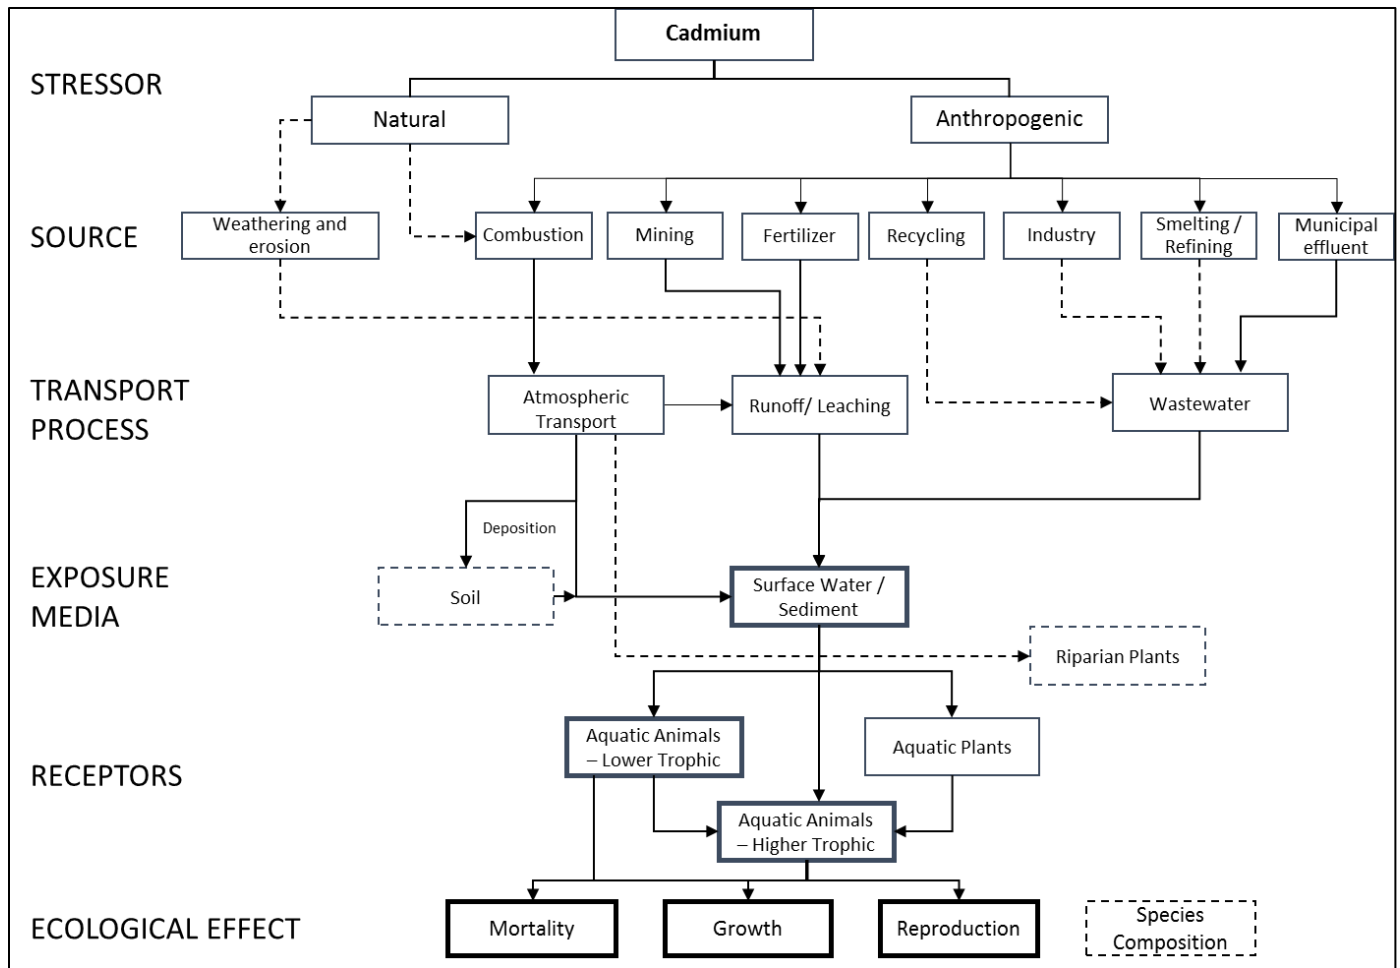 Cadmium
STRESSOR
Natural
Anthropogenic
SOURCE
Weathering and
erosion
Combustion
Mining
Fertilizer
Recycling
Industry
Smelting /
Refining
Municipal
effluent
TRANSPORT
PROCESS
Atmospheric
Transport
Runoff/ Leaching
Wastewater
Deposition
EXPOSURE
MEDIA
Soil
Surface Water /
Sediment
Riparian Plants
RECEPTORS
Aquatic Animals
– Lower Trophic
Aquatic Plants
Aquatic Animals
– Higher Trophic
ECOLOGICAL EFFECT
Mortality
Growth
Reproduction
Species
Composition